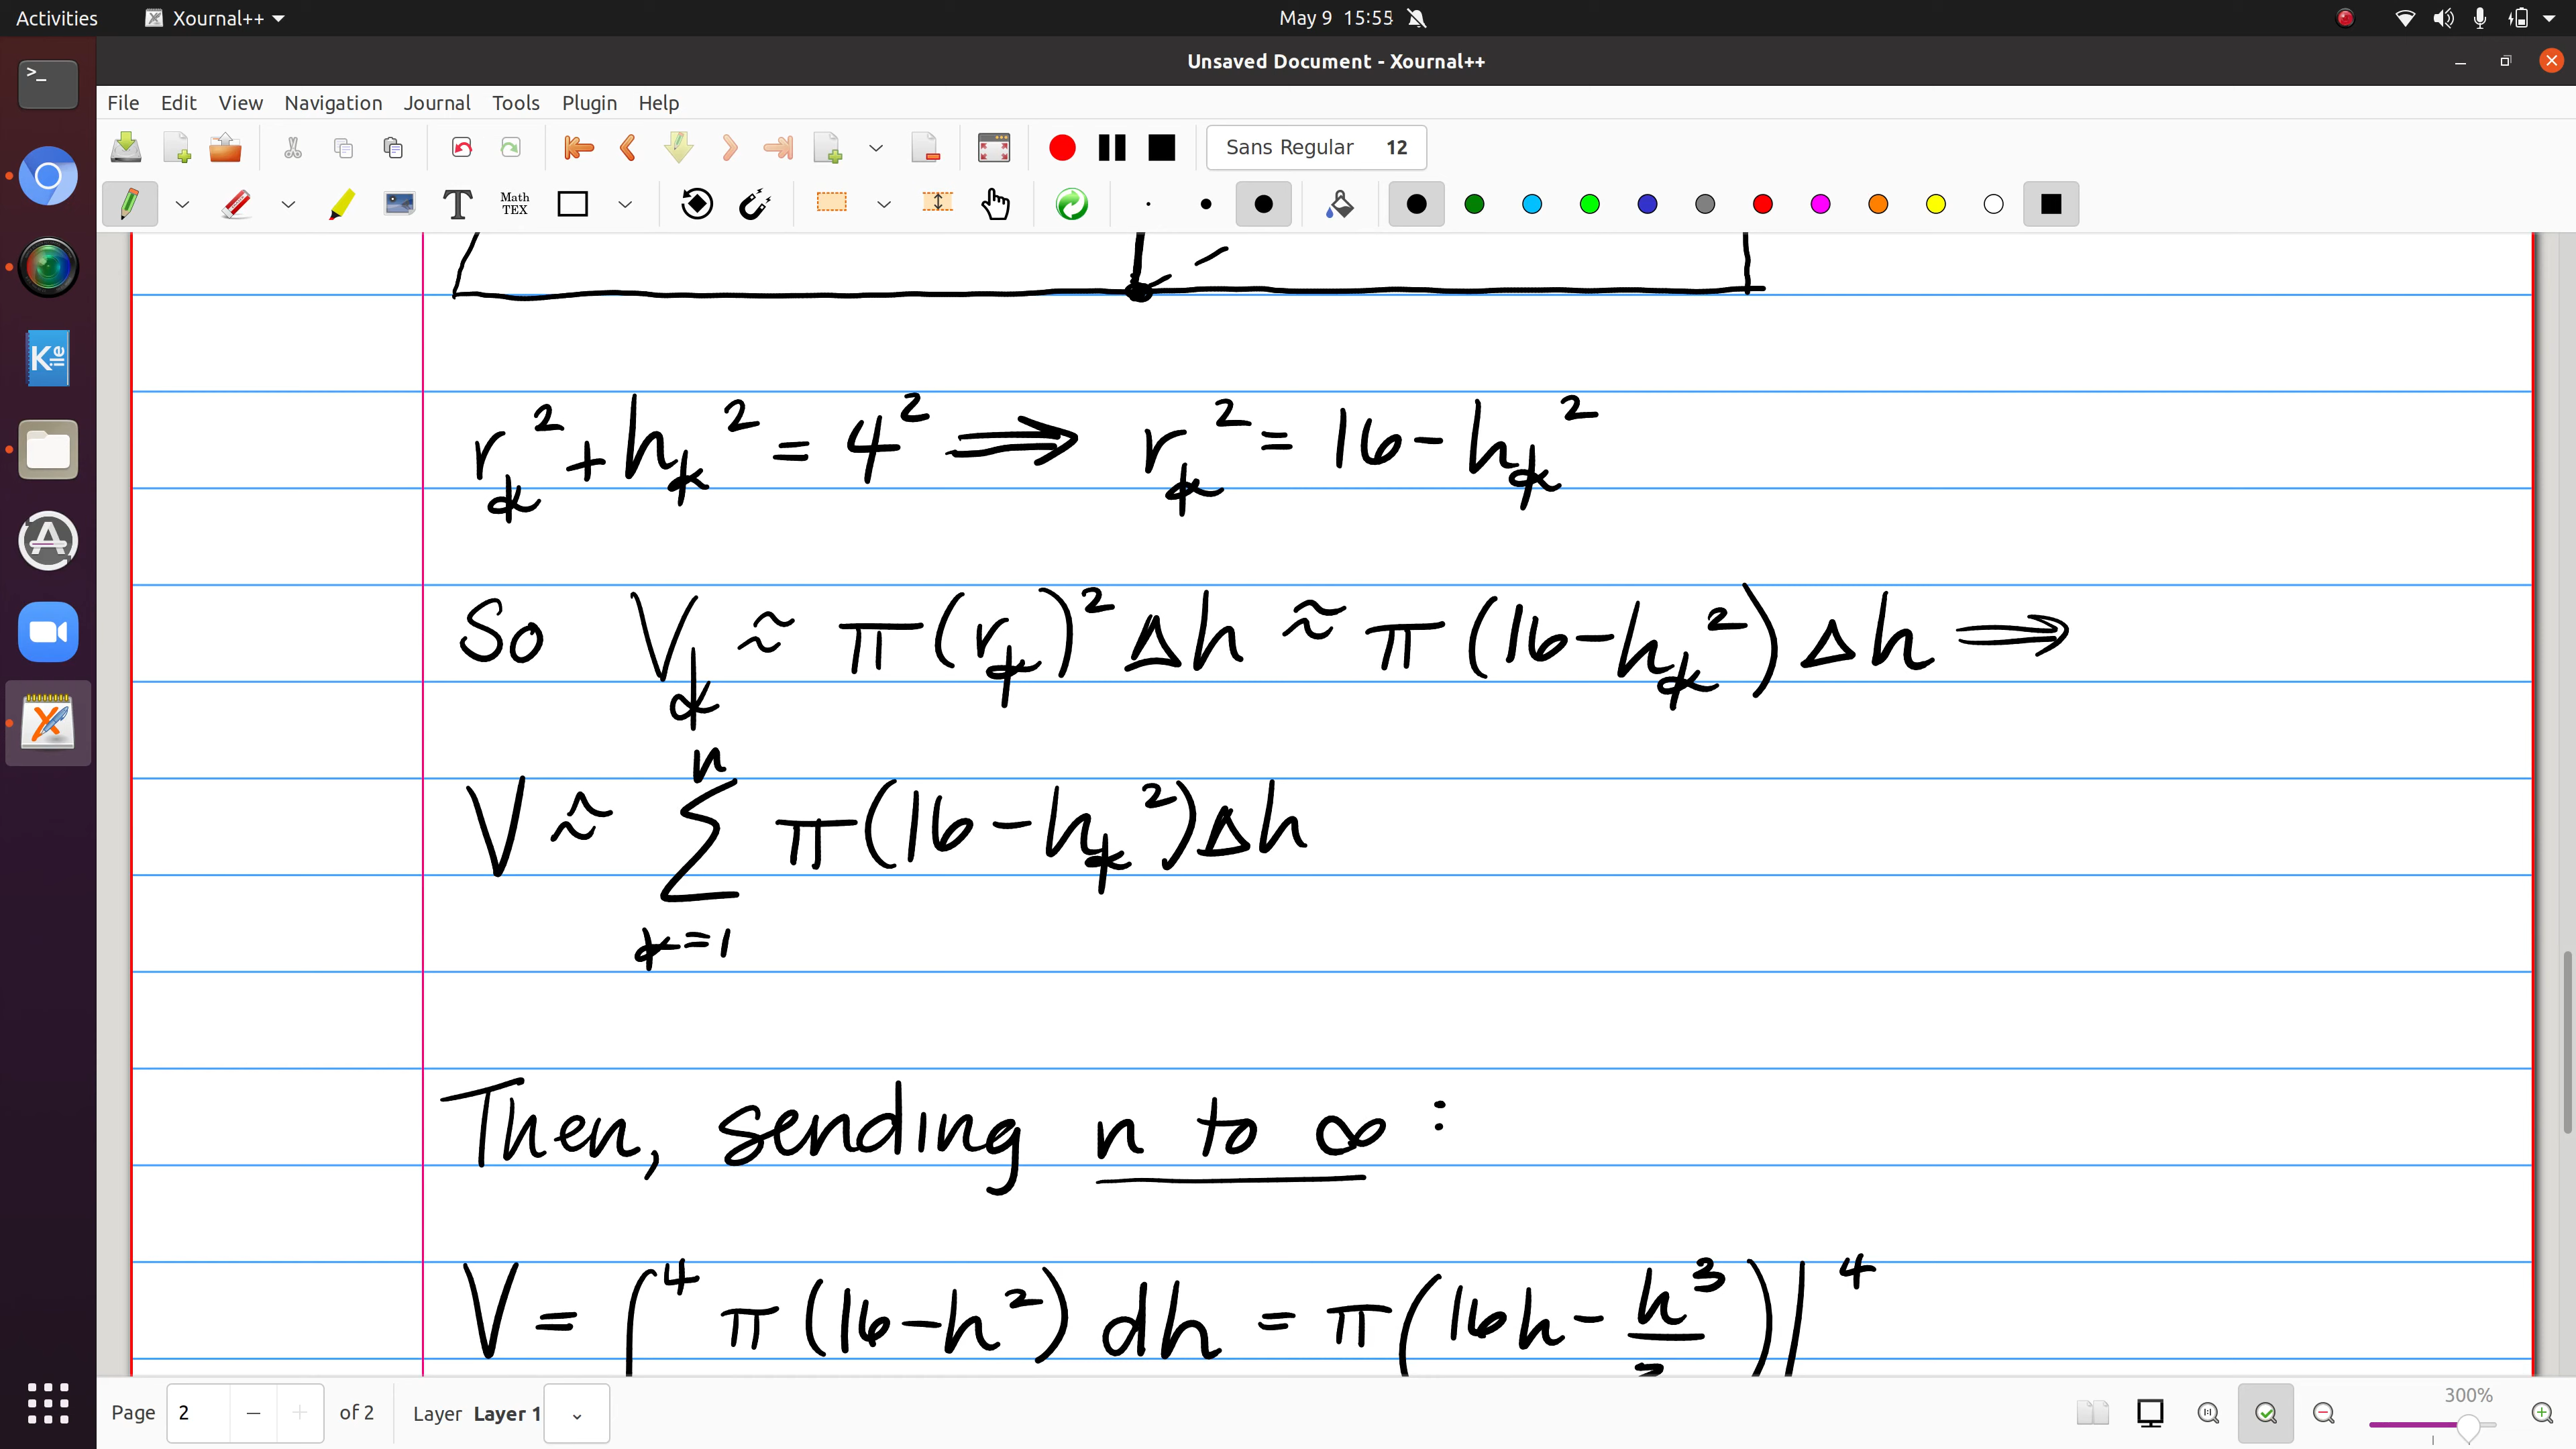 Activities Xournal++ May 9 15:55
Unsaved Document - Xournal++
File Edit View Navigation Journal Tools Plugin Help
Sans Regular 12
Math TEX
r_k^2 + h_k^2 = 4^2 ⟹ r_k^2 = 16 - h_k^2
So V_k ≈ π(r_k)^2 Δh ≈ π(16 - h_k^2) Δh ⟹
V ≈ ∑_{k=1}^{n} π(16 - h_k^2)Δh
Then, sending n to ∞ :
V = ∫^4 π(16 - h^2) dh = π(16h - h^3/3)|^4
Page 2 of 2 Layer Layer 1 300%